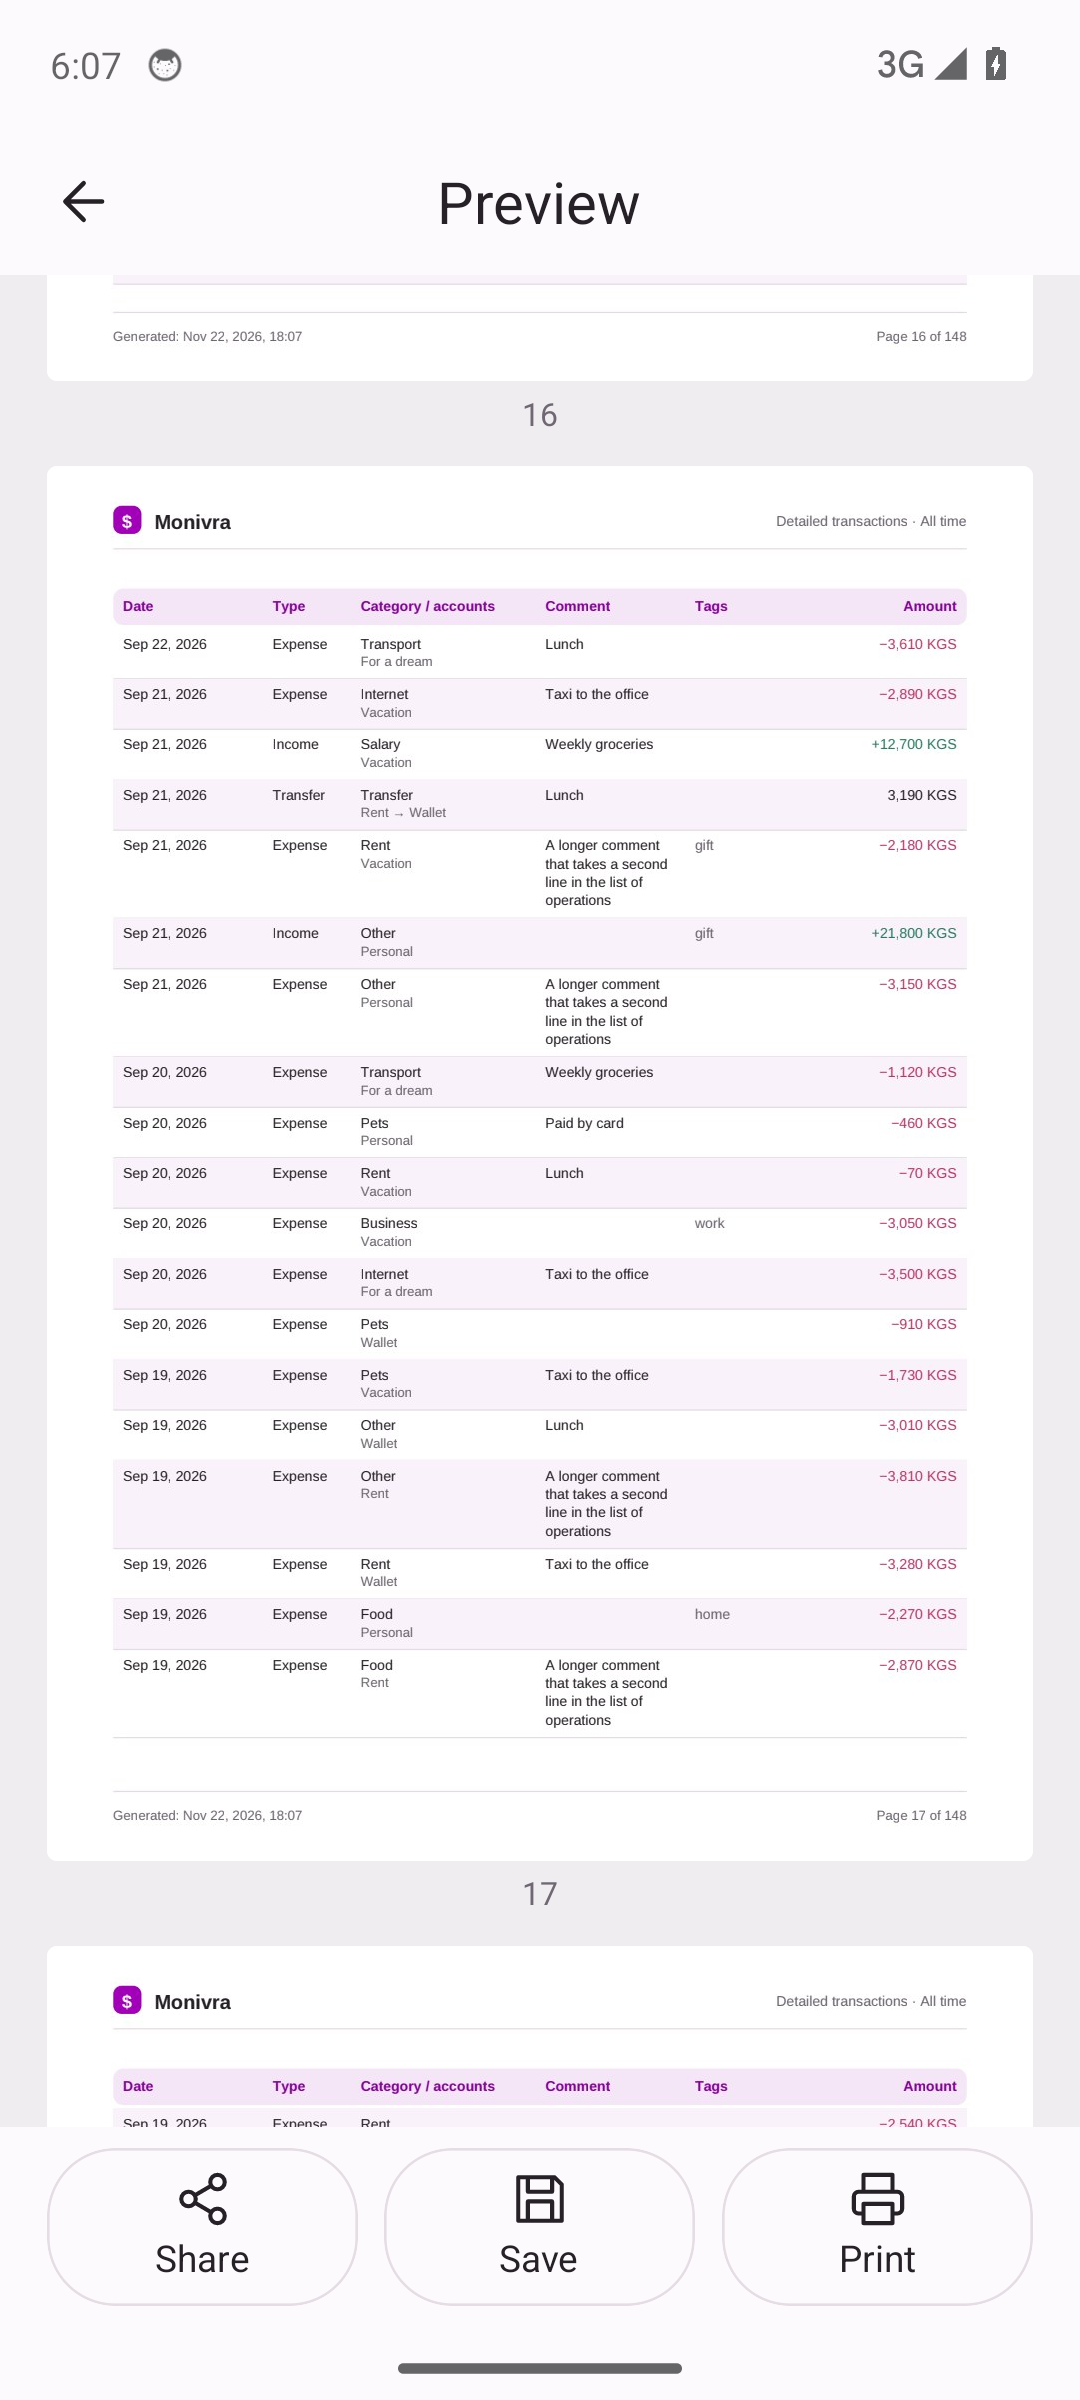 6:07
3G
Preview
Generated: Nov 22, 2026, 18:07 Page 16 of 148
16
$ Monivra Detailed transactions · All time
Date Type Category / accounts Comment Tags Amount
Sep 22, 2026 Expense Transport Lunch −3,610 KGS
For a dream
Sep 21, 2026 Expense Internet Taxi to the office −2,890 KGS
Vacation
Sep 21, 2026 Income Salary Weekly groceries +12,700 KGS
Vacation
Sep 21, 2026 Transfer Transfer Lunch 3,190 KGS
Rent → Wallet
Sep 21, 2026 Expense Rent A longer comment gift −2,180 KGS
Vacation that takes a second
line in the list of
operations
Sep 21, 2026 Income Other gift +21,800 KGS
Personal
Sep 21, 2026 Expense Other A longer comment −3,150 KGS
Personal that takes a second
line in the list of
operations
Sep 20, 2026 Expense Transport Weekly groceries −1,120 KGS
For a dream
Sep 20, 2026 Expense Pets Paid by card −460 KGS
Personal
Sep 20, 2026 Expense Rent Lunch −70 KGS
Vacation
Sep 20, 2026 Expense Business work −3,050 KGS
Vacation
Sep 20, 2026 Expense Internet Taxi to the office −3,500 KGS
For a dream
Sep 20, 2026 Expense Pets −910 KGS
Wallet
Sep 19, 2026 Expense Pets Taxi to the office −1,730 KGS
Vacation
Sep 19, 2026 Expense Other Lunch −3,010 KGS
Wallet
Sep 19, 2026 Expense Other A longer comment −3,810 KGS
Rent that takes a second
line in the list of
operations
Sep 19, 2026 Expense Rent Taxi to the office −3,280 KGS
Wallet
Sep 19, 2026 Expense Food home −2,270 KGS
Personal
Sep 19, 2026 Expense Food A longer comment −2,870 KGS
Rent that takes a second
line in the list of
operations
Generated: Nov 22, 2026, 18:07 Page 17 of 148
17
$ Monivra Detailed transactions · All time
Date Type Category / accounts Comment Tags Amount
Sep 19, 2026 Expense Rent −2,540 KGS
Share Save Print